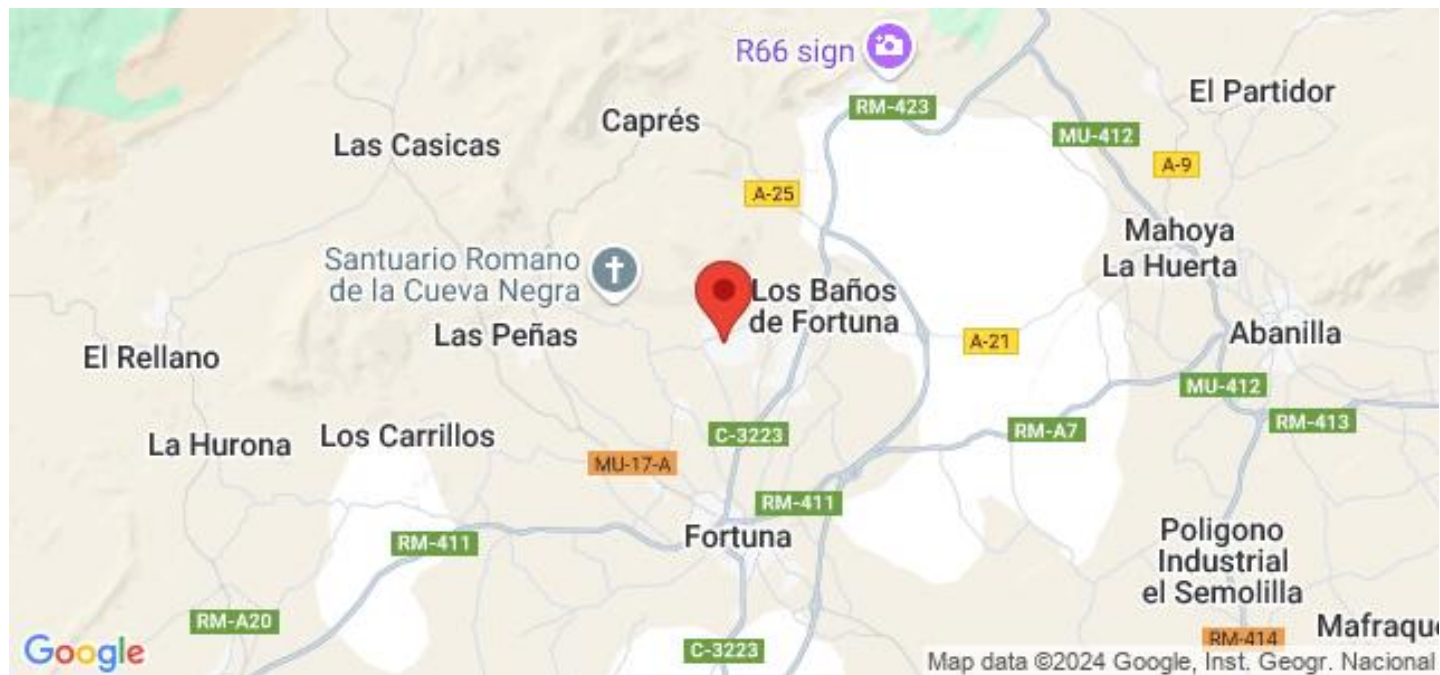 R66 sign
RM-423
El Partidor
Caprés
MU-412
Las Casicas
A-9
A-25
Mahoya
La Huerta
Santuario Romano
de la Cueva Negra
Los Baños
de Fortuna
Las Peñas
A-21
Abanilla
El Rellano
MU-412
RM-413
C-3223
RM-A7
La Hurona
Los Carrillos
MU-17-A
RM-411
Fortuna
RM-411
Poligono
Industrial
el Semolilla
RM-A20
Mafraqu
RM-414
C-3223
Google
Map data ©2024 Google, Inst. Geogr. Nacional